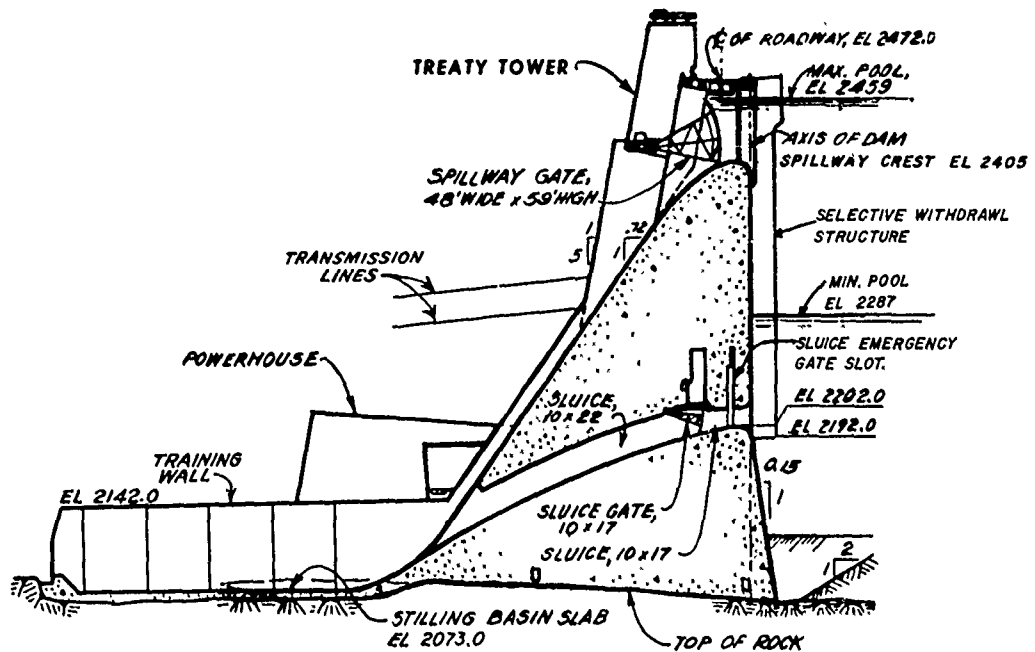 TREATY TOWER
℄ OF ROADWAY, EL 2472.0
MAX. POOL,
EL 2459
AXIS OF DAM
SPILLWAY CREST EL 2405
SPILLWAY GATE,
48' WIDE x 59' HIGH
SELECTIVE WITHDRAWL
STRUCTURE
1
5
.72
1
TRANSMISSION
LINES
MIN. POOL
EL 2287
SLUICE EMERGENCY
GATE SLOT.
POWERHOUSE
SLUICE,
10 x 22
EL 2202.0
EL 2192.0
TRAINING
WALL
EL 2142.0
0.15
1
SLUICE GATE,
10 x 17
SLUICE, 10 x 17
2
1
STILLING BASIN SLAB
EL 2073.0
TOP OF ROCK